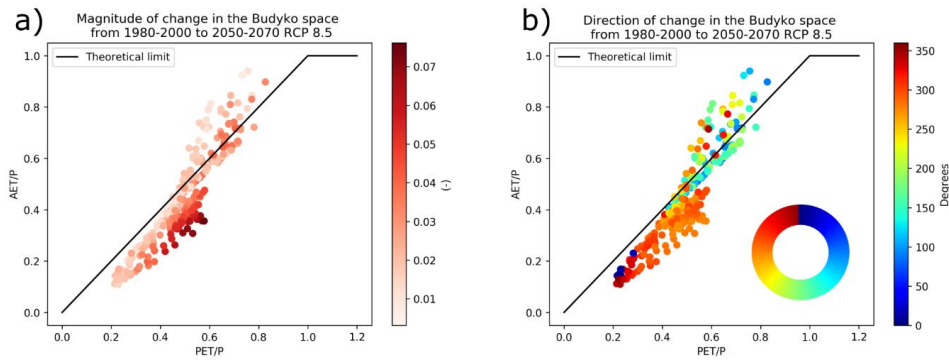 a)
Magnitude of change in the Budyko space
from 1980-2000 to 2050-2070 RCP 8.5
Theoretical limit
1.0
0.8
0.6
0.4
0.2
0.0
AET/P
0.0 0.2 0.4 0.6 0.8 1.0 1.2
PET/P
0.07
0.06
0.05
0.04
0.03
0.02
0.01
(-)
b)
Direction of change in the Budyko space
from 1980-2000 to 2050-2070 RCP 8.5
Theoretical limit
1.0
0.8
0.6
0.4
0.2
0.0
AET/P
0.0 0.2 0.4 0.6 0.8 1.0 1.2
PET/P
350
300
250
200
150
100
50
0
Degrees